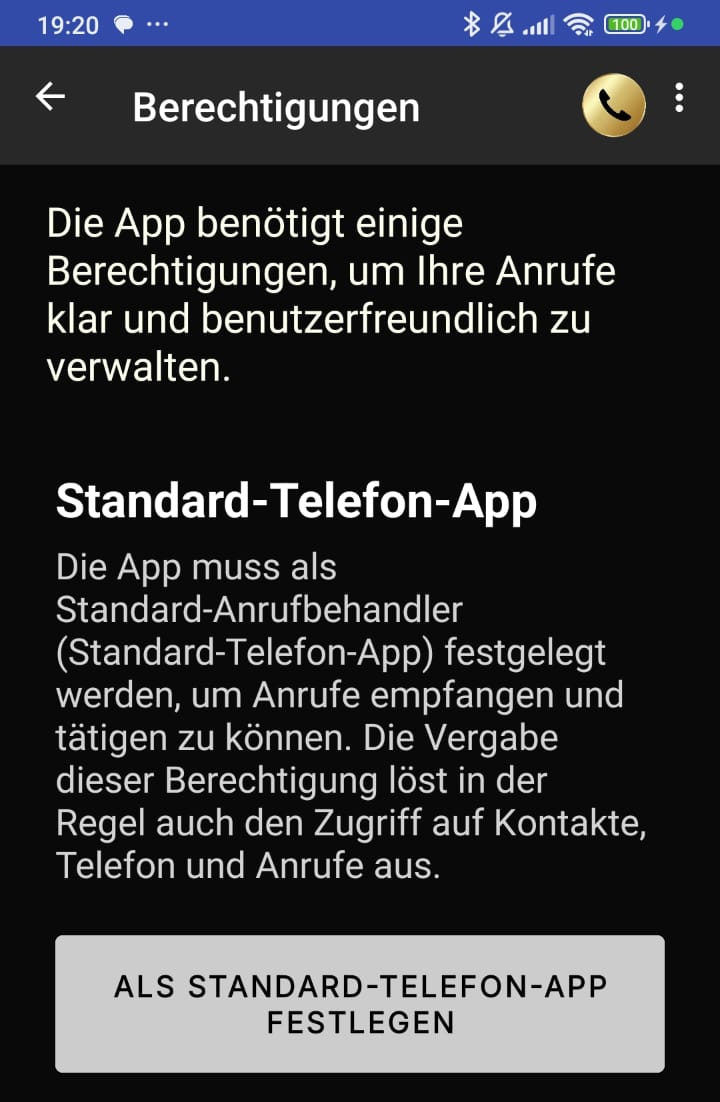 19:20 ... 100
Berechtigungen
Die App benötigt einige
Berechtigungen, um Ihre Anrufe
klar und benutzerfreundlich zu
verwalten.
Standard-Telefon-App
Die App muss als
Standard-Anrufbehandler
(Standard-Telefon-App) festgelegt
werden, um Anrufe empfangen und
tätigen zu können. Die Vergabe
dieser Berechtigung löst in der
Regel auch den Zugriff auf Kontakte,
Telefon und Anrufe aus.
ALS STANDARD-TELEFON-APP
FESTLEGEN